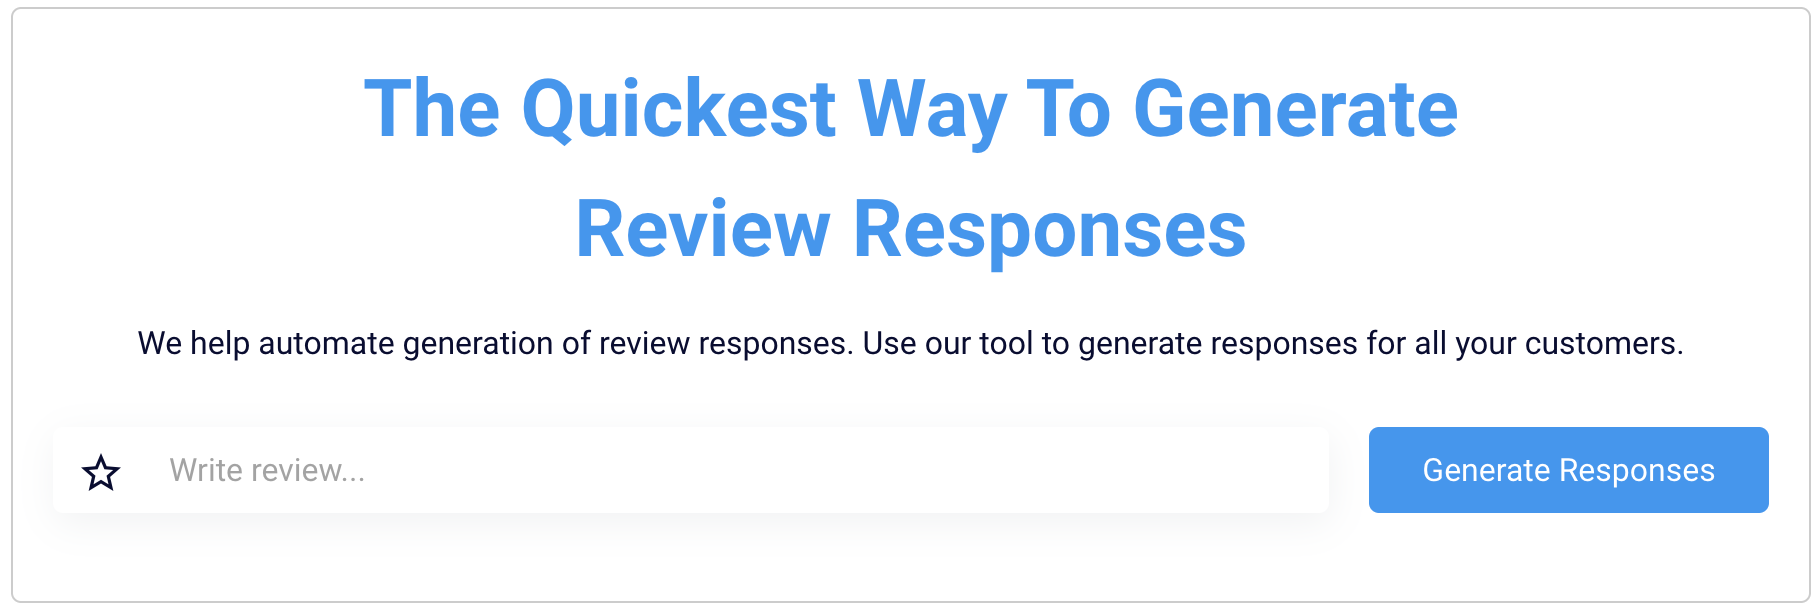 The Quickest Way To Generate
Review Responses
We help automate generation of review responses. Use our tool to generate responses for all your customers.
Write review...
Generate Responses